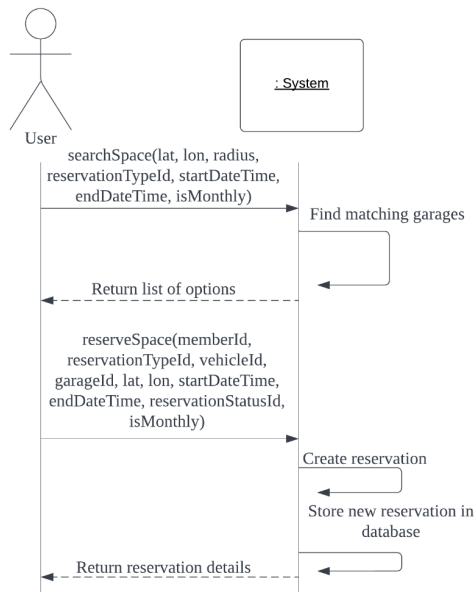 : System
User
searchSpace(lat, lon, radius,
reservationTypeId, startDateTime,
endDateTime, isMonthly)
Find matching garages
Return list of options
reserveSpace(memberId,
reservationTypeId, vehicleId,
garageId, lat, lon, startDateTime,
endDateTime, reservationStatusId,
isMonthly)
Create reservation
Store new reservation in
database
Return reservation details